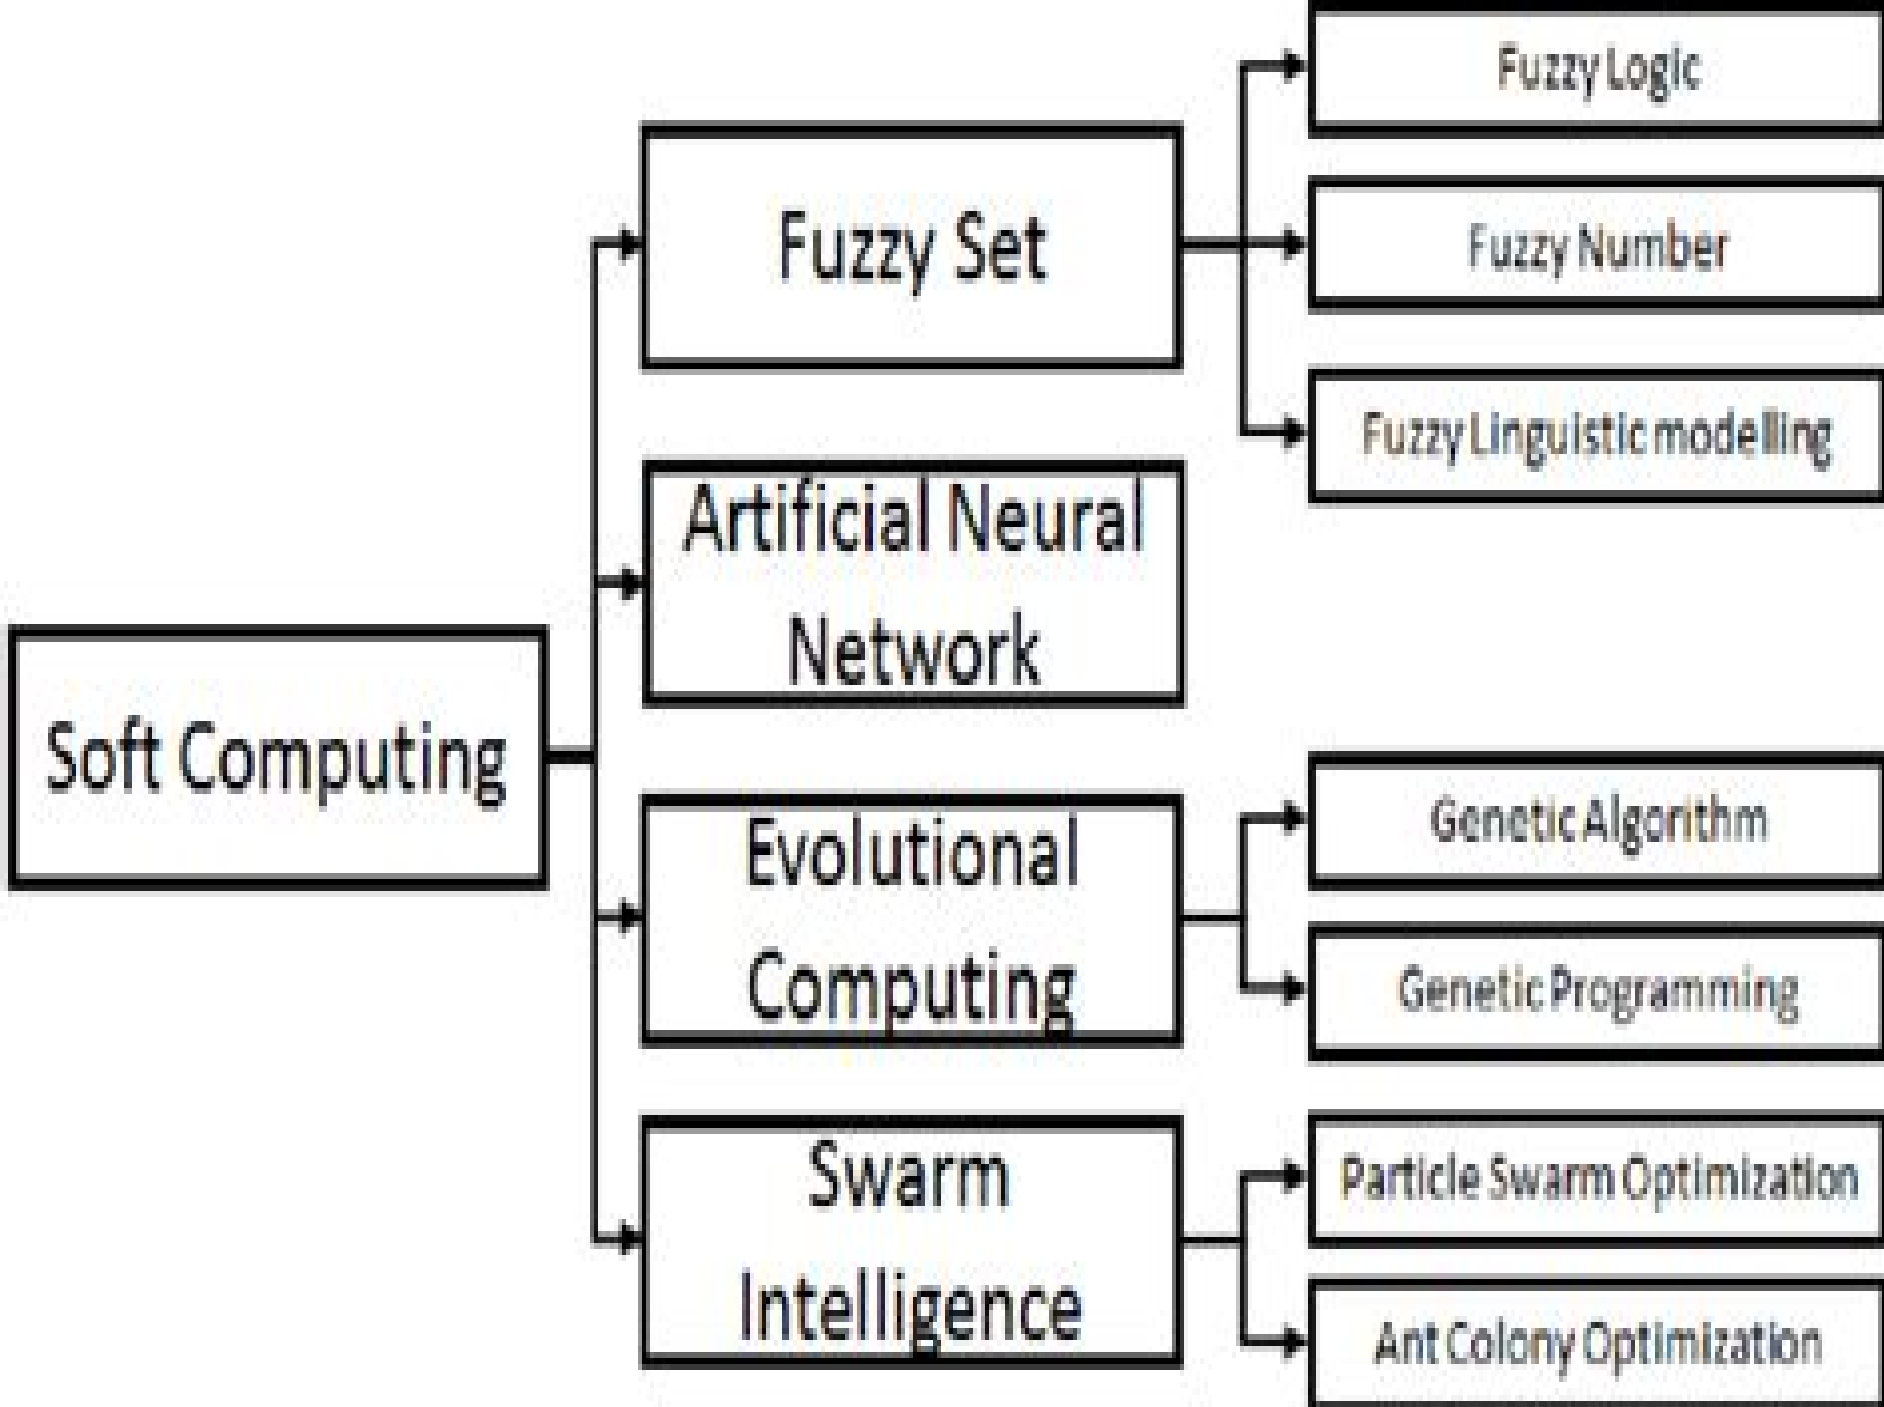 Soft Computing
Fuzzy Set
Artificial Neural
Network
Evolutional
Computing
Swarm
Intelligence
Fuzzy Logic
Fuzzy Number
Fuzzy Linguistic modelling
Genetic Algorithm
Genetic Programming
Particle Swarm Optimization
Ant Colony Optimization